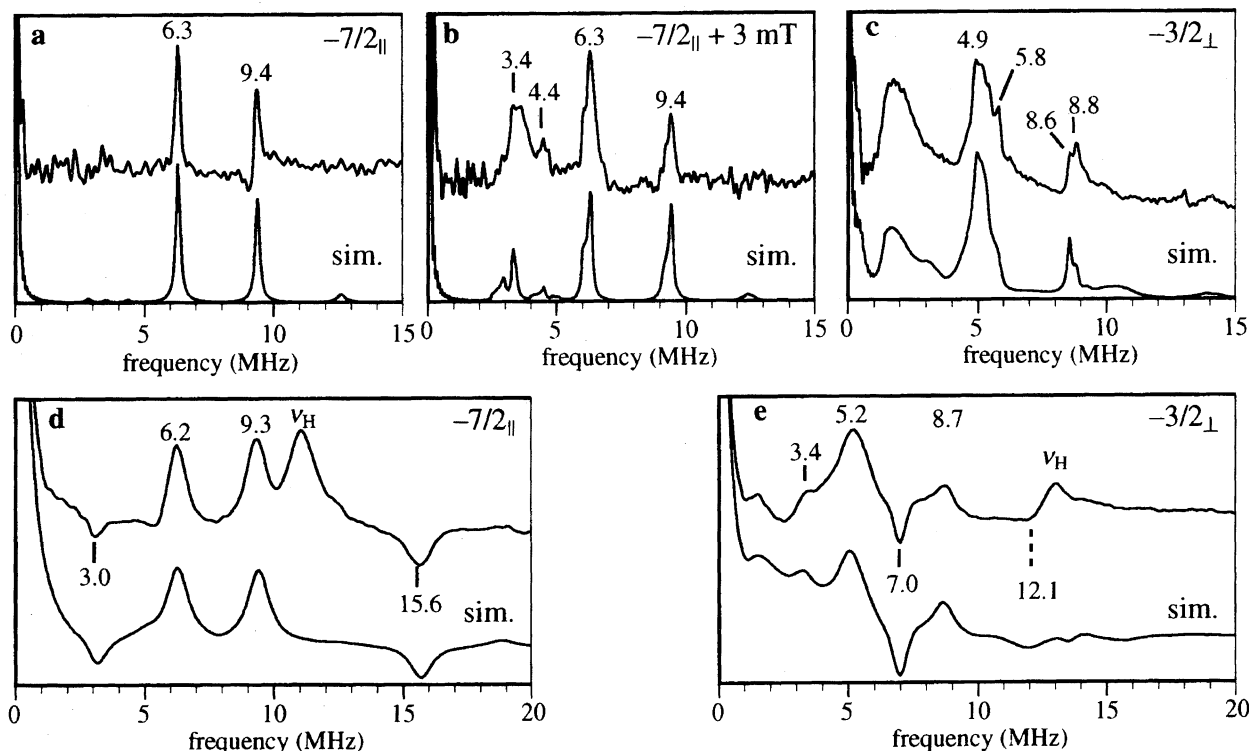 a
−7/2∥
6.3
9.4
sim.
0
5
10
15
frequency (MHz)
b
−7/2∥ + 3 mT
3.4
4.4
6.3
9.4
sim.
0
5
10
15
frequency (MHz)
c
−3/2⊥
4.9
5.8
8.6
8.8
sim.
0
5
10
15
frequency (MHz)
d
−7/2∥
6.2
9.3
νH
3.0
15.6
sim.
0
5
10
15
20
frequency (MHz)
e
−3/2⊥
3.4
5.2
8.7
νH
7.0
12.1
sim.
0
5
10
15
20
frequency (MHz)